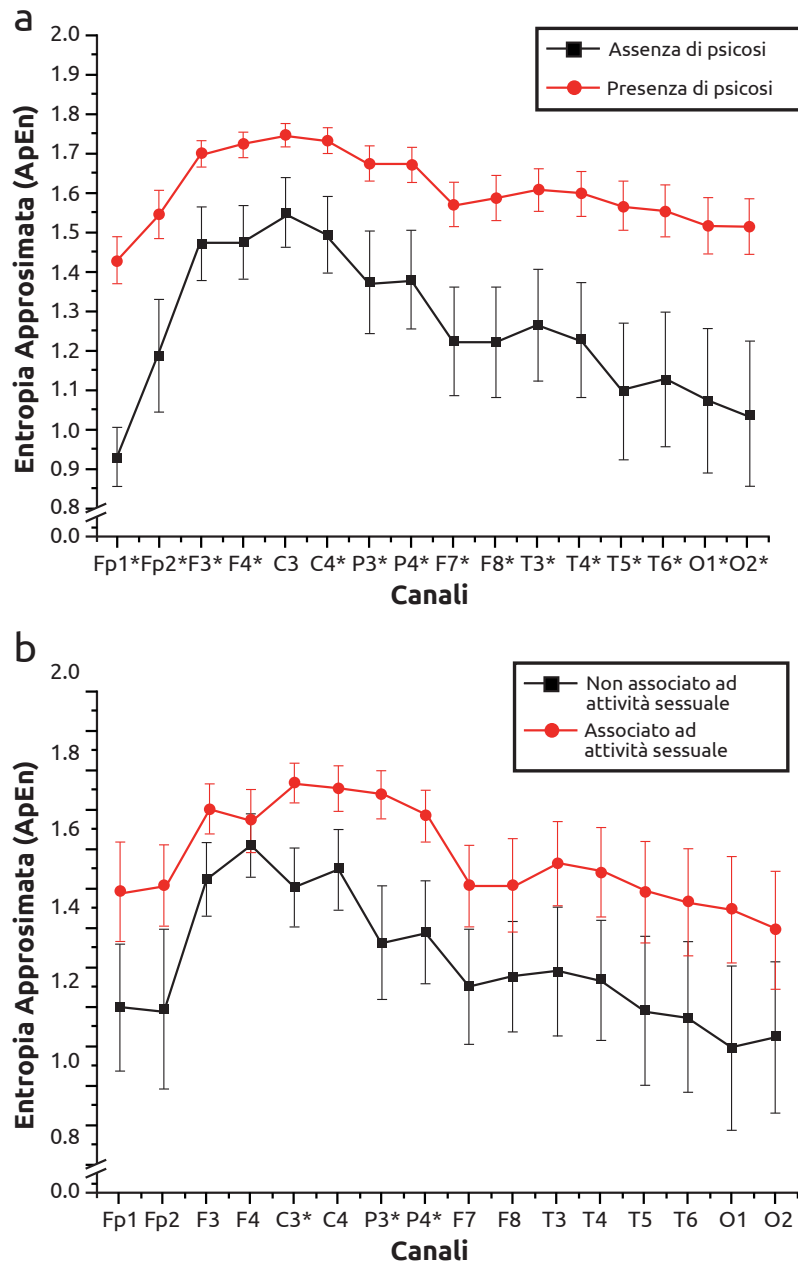 a
Assenza di psicosi
Presenza di psicosi
Entropia Approsimata (ApEn)
2.0
1.9
1.8
1.7
1.6
1.5
1.4
1.3
1.2
1.1
1.0
0.9
0.8
0.0
Fp1* Fp2* F3* F4* C3 C4* P3* P4* F7* F8* T3* T4* T5* T6* O1* O2*
Canali
b
Non associato ad
attività sessuale
Associato ad
attività sessuale
Entropia Approsimata (ApEn)
2.0
1.8
1.6
1.4
1.2
1.0
0.8
0.0
Fp1 Fp2 F3 F4 C3* C4 P3* P4* F7 F8 T3 T4 T5 T6 O1 O2
Canali